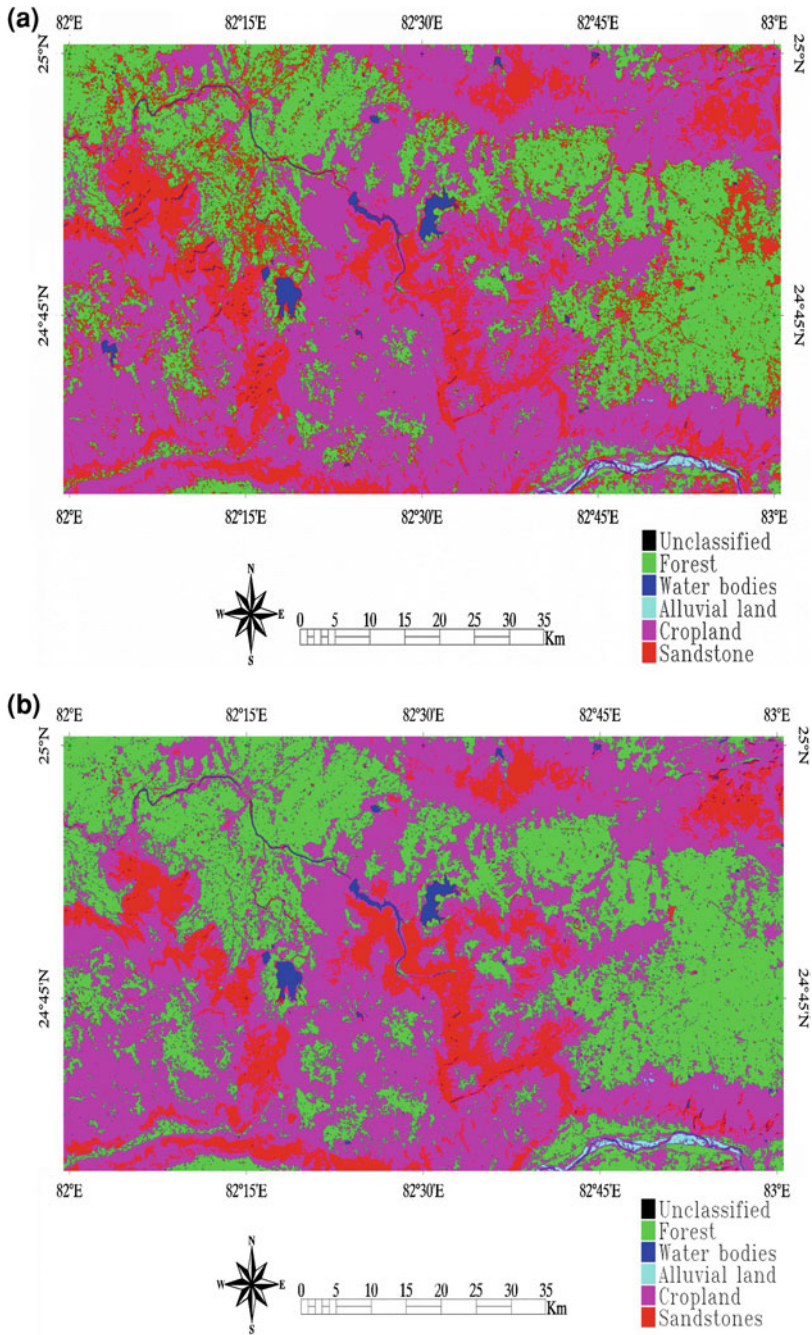 (a)
82°E 82°15'E 82°30'E 82°45'E 83°E
25°N 25°N
24°45'N 24°45'N
82°E 82°15'E 82°30'E 82°45'E 83°E
Unclassified
Forest
Water bodies
Alluvial land
Cropland
Sandstone
N
W E
S
0 5 10 15 20 25 30 35
Km
(b)
82°E 82°15'E 82°30'E 82°45'E 83°E
25°N 25°N
24°45'N 24°45'N
82°E 82°15'E 82°30'E 82°45'E 83°E
Unclassified
Forest
Water bodies
Alluvial land
Cropland
Sandstones
N
W E
S
0 5 10 15 20 25 30 35
Km